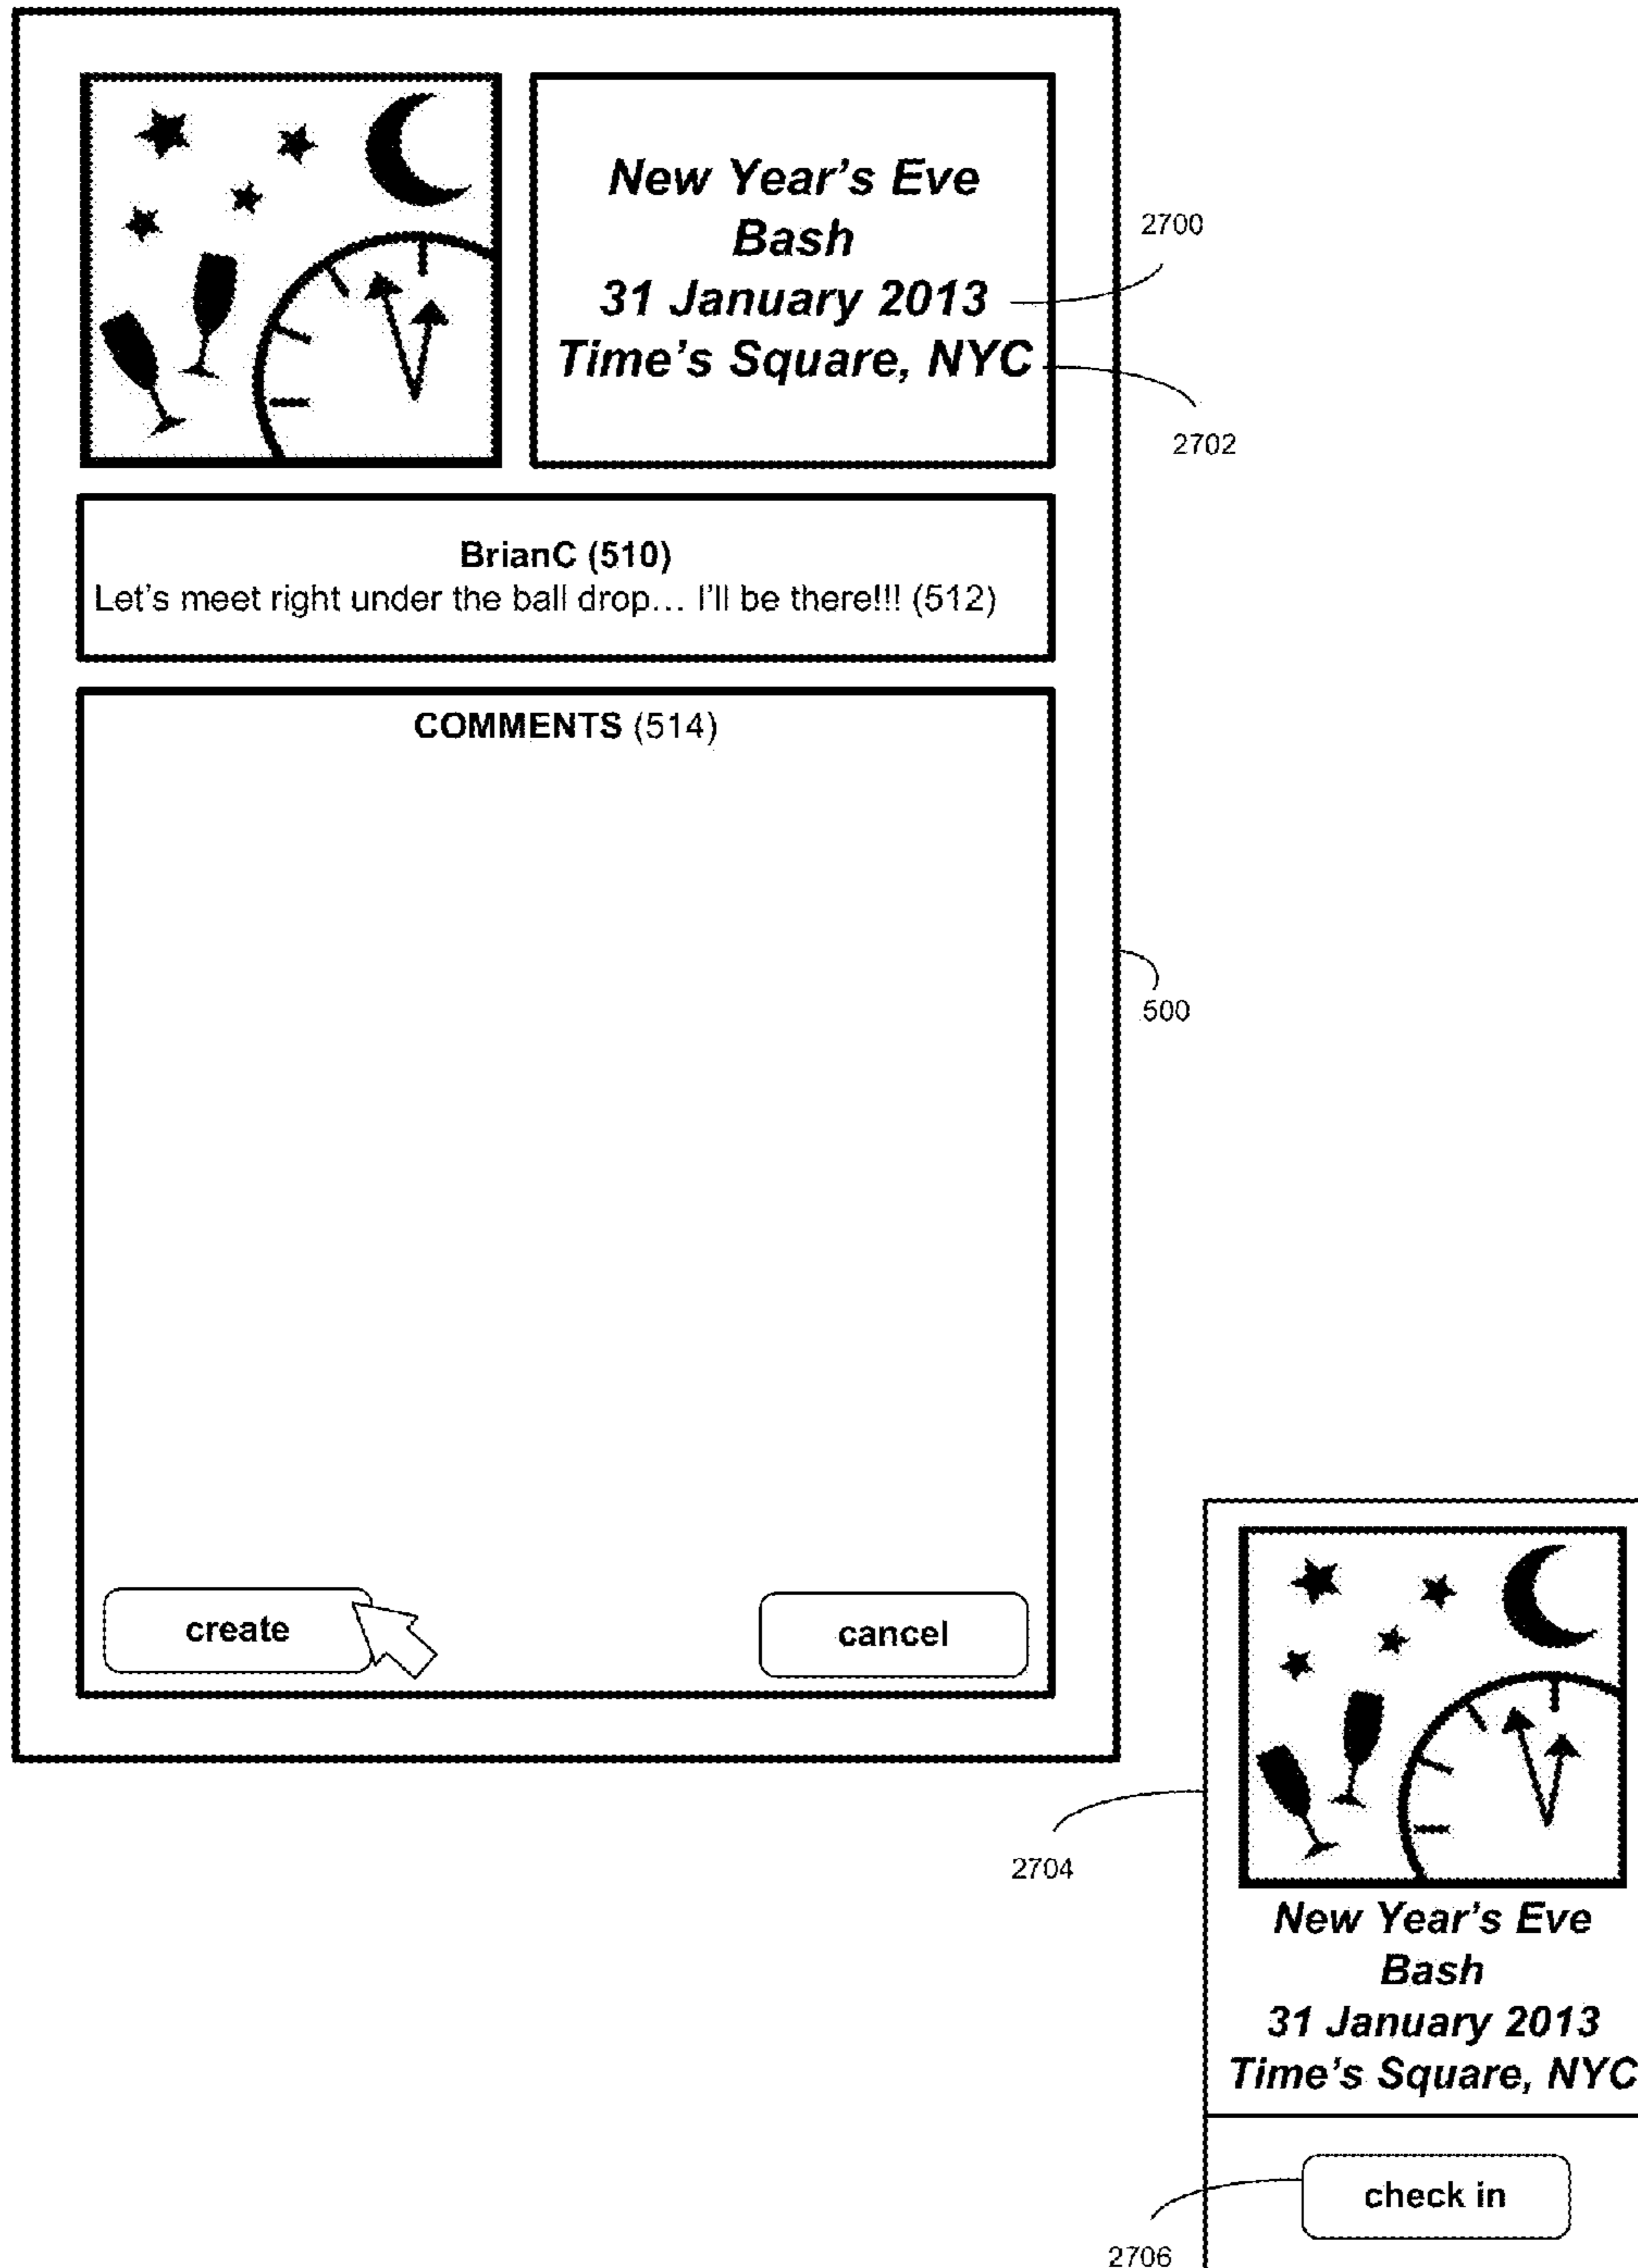 New Year's Eve
Bash
31 January 2013
Time's Square, NYC
2700
2702
BrianC (510)
Let's meet right under the ball drop... I'll be there!!! (512)
COMMENTS (514)
500
create
cancel
2704
New Year's Eve
Bash
31 January 2013
Time's Square, NYC
check in
2706